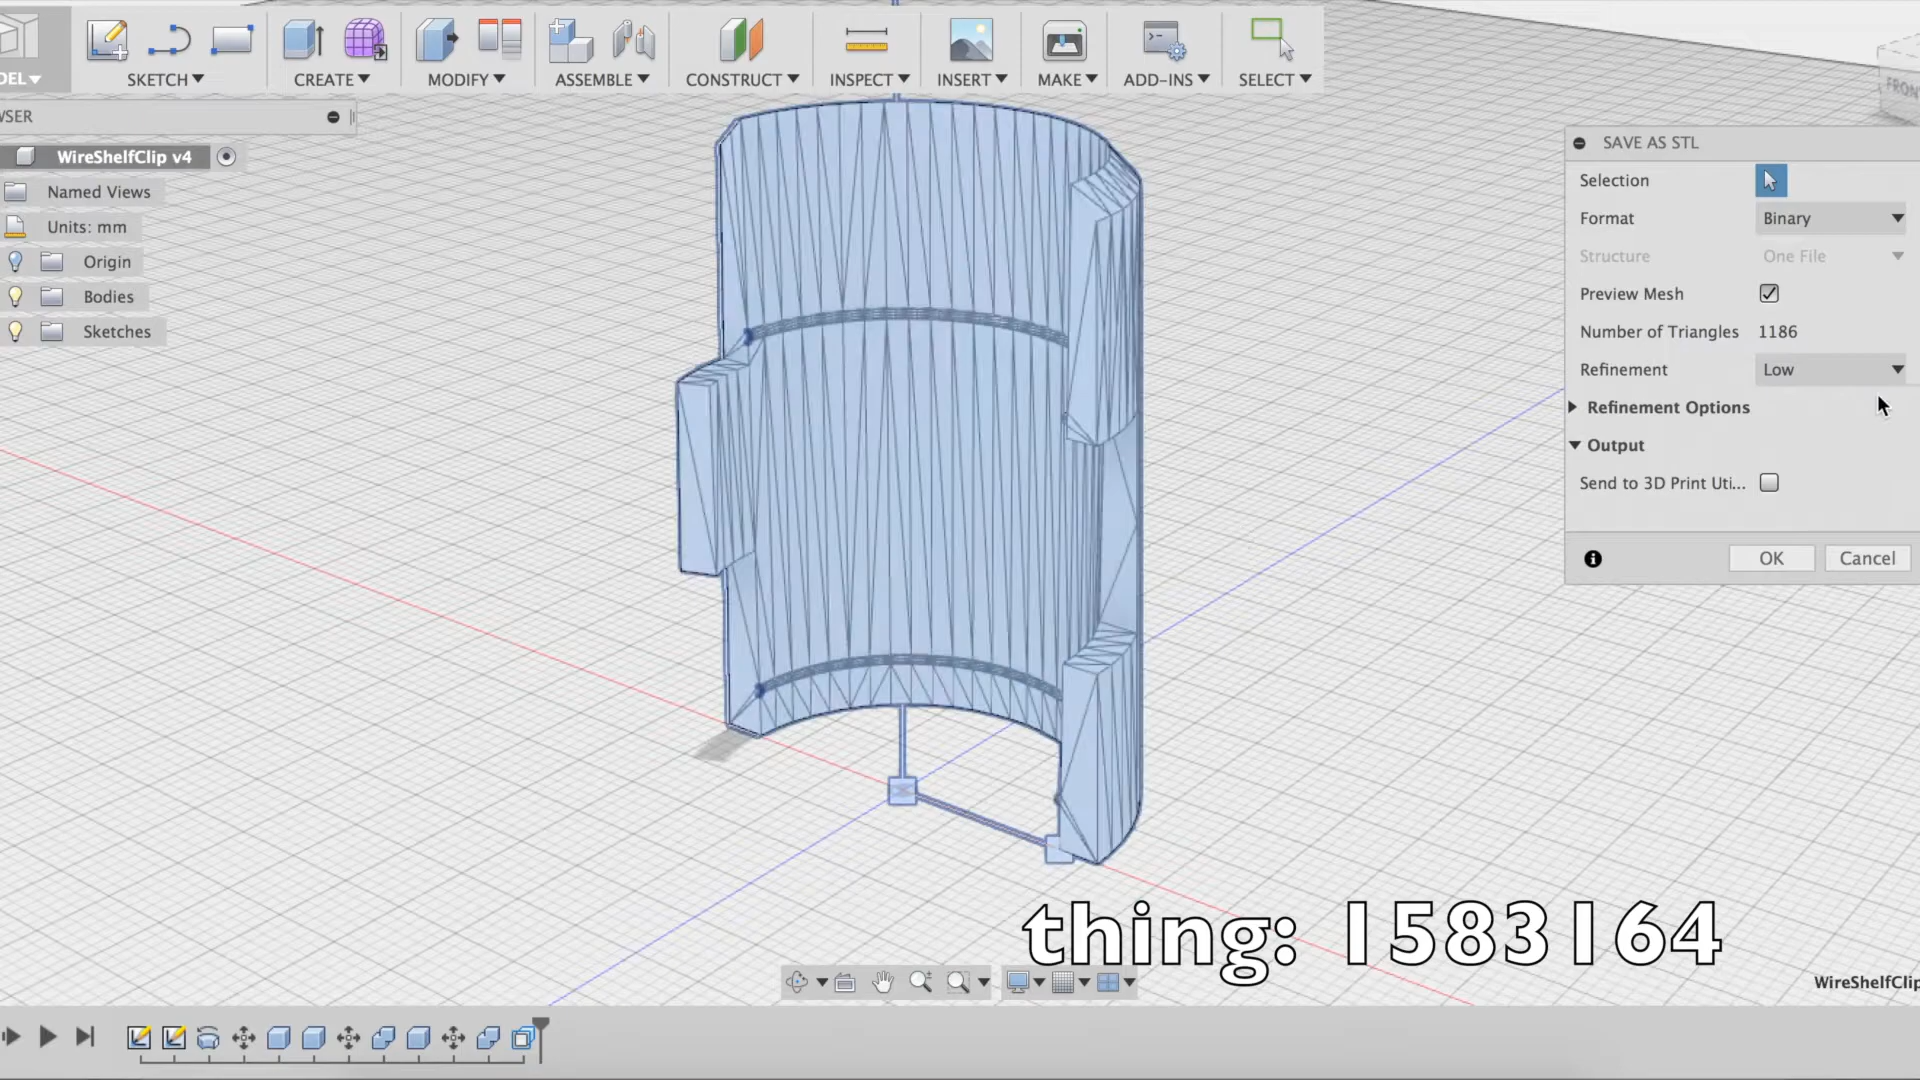 SKETCH
CREATE
MODIFY
ASSEMBLE
CONSTRUCT
INSPECT
INSERT
MAKE
ADD-INS
SELECT
WireShelfClip v4
Named Views
Units: mm
Origin
Bodies
Sketches
SAVE AS STL
Selection
Format Binary
Structure One File
Preview Mesh
Number of Triangles 1186
Refinement Low
Refinement Options
Output
Send to 3D Print Uti...
OK Cancel
thing: 1583164
WireShelfClip